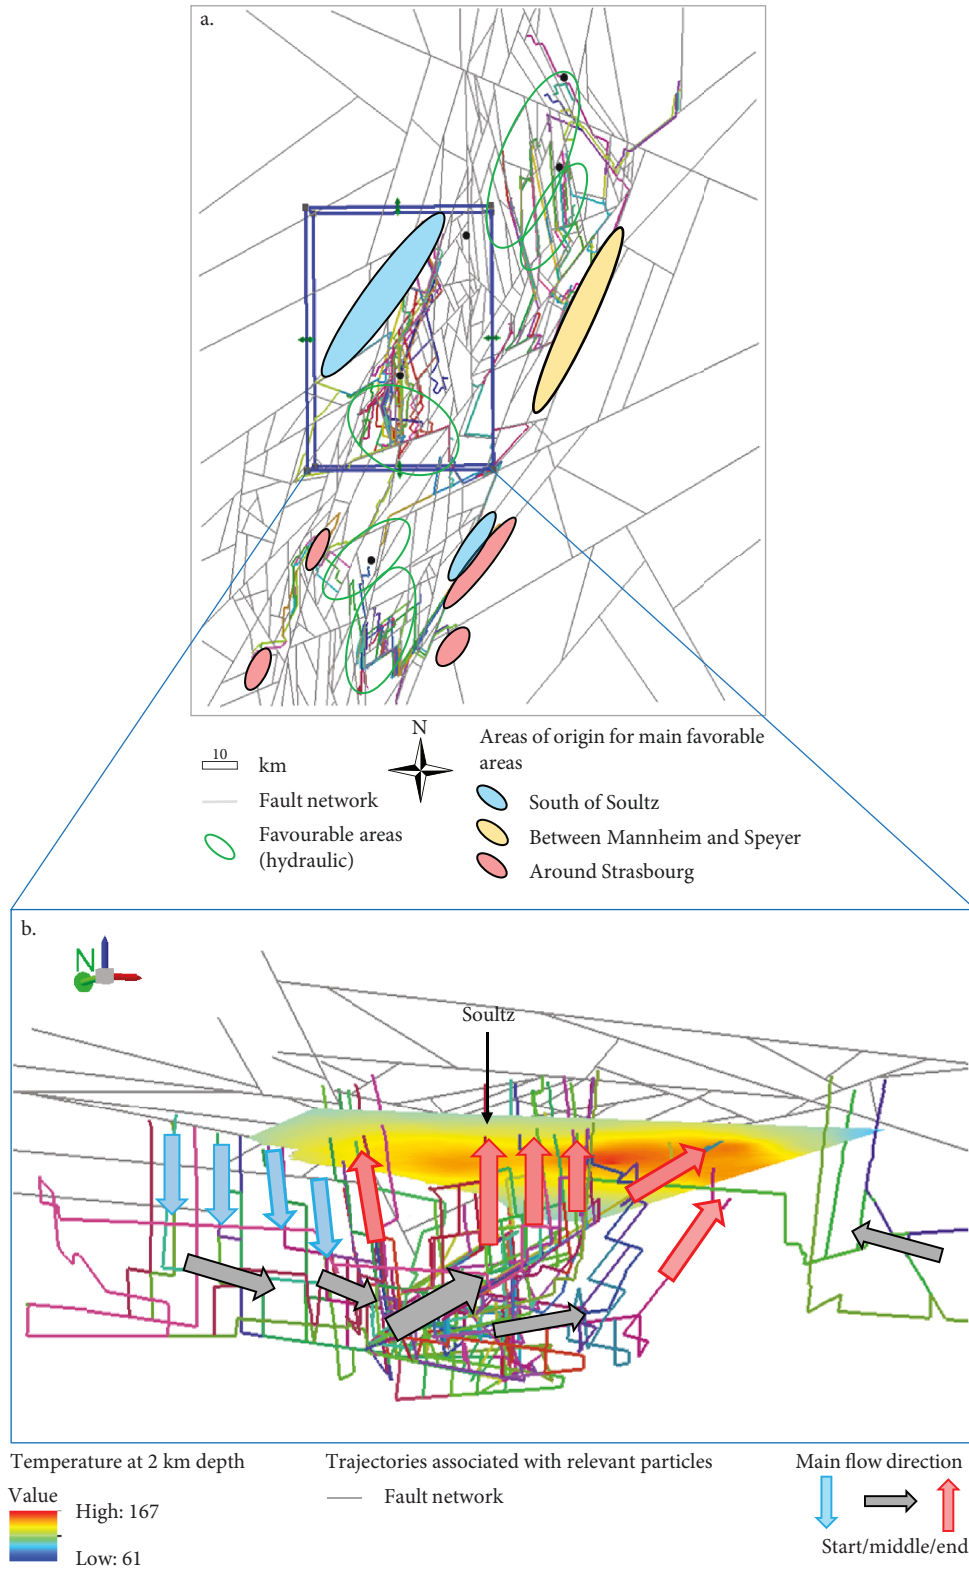 a.
N
10
km
Fault network
Favourable areas
(hydraulic)
Areas of origin for main favorable
areas
South of Soultz
Between Mannheim and Speyer
Around Strasbourg
b.
N
Soultz
Temperature at 2 km depth
Value
High: 167
Low: 61
Trajectories associated with relevant particles
Fault network
Main flow direction
Start/middle/end